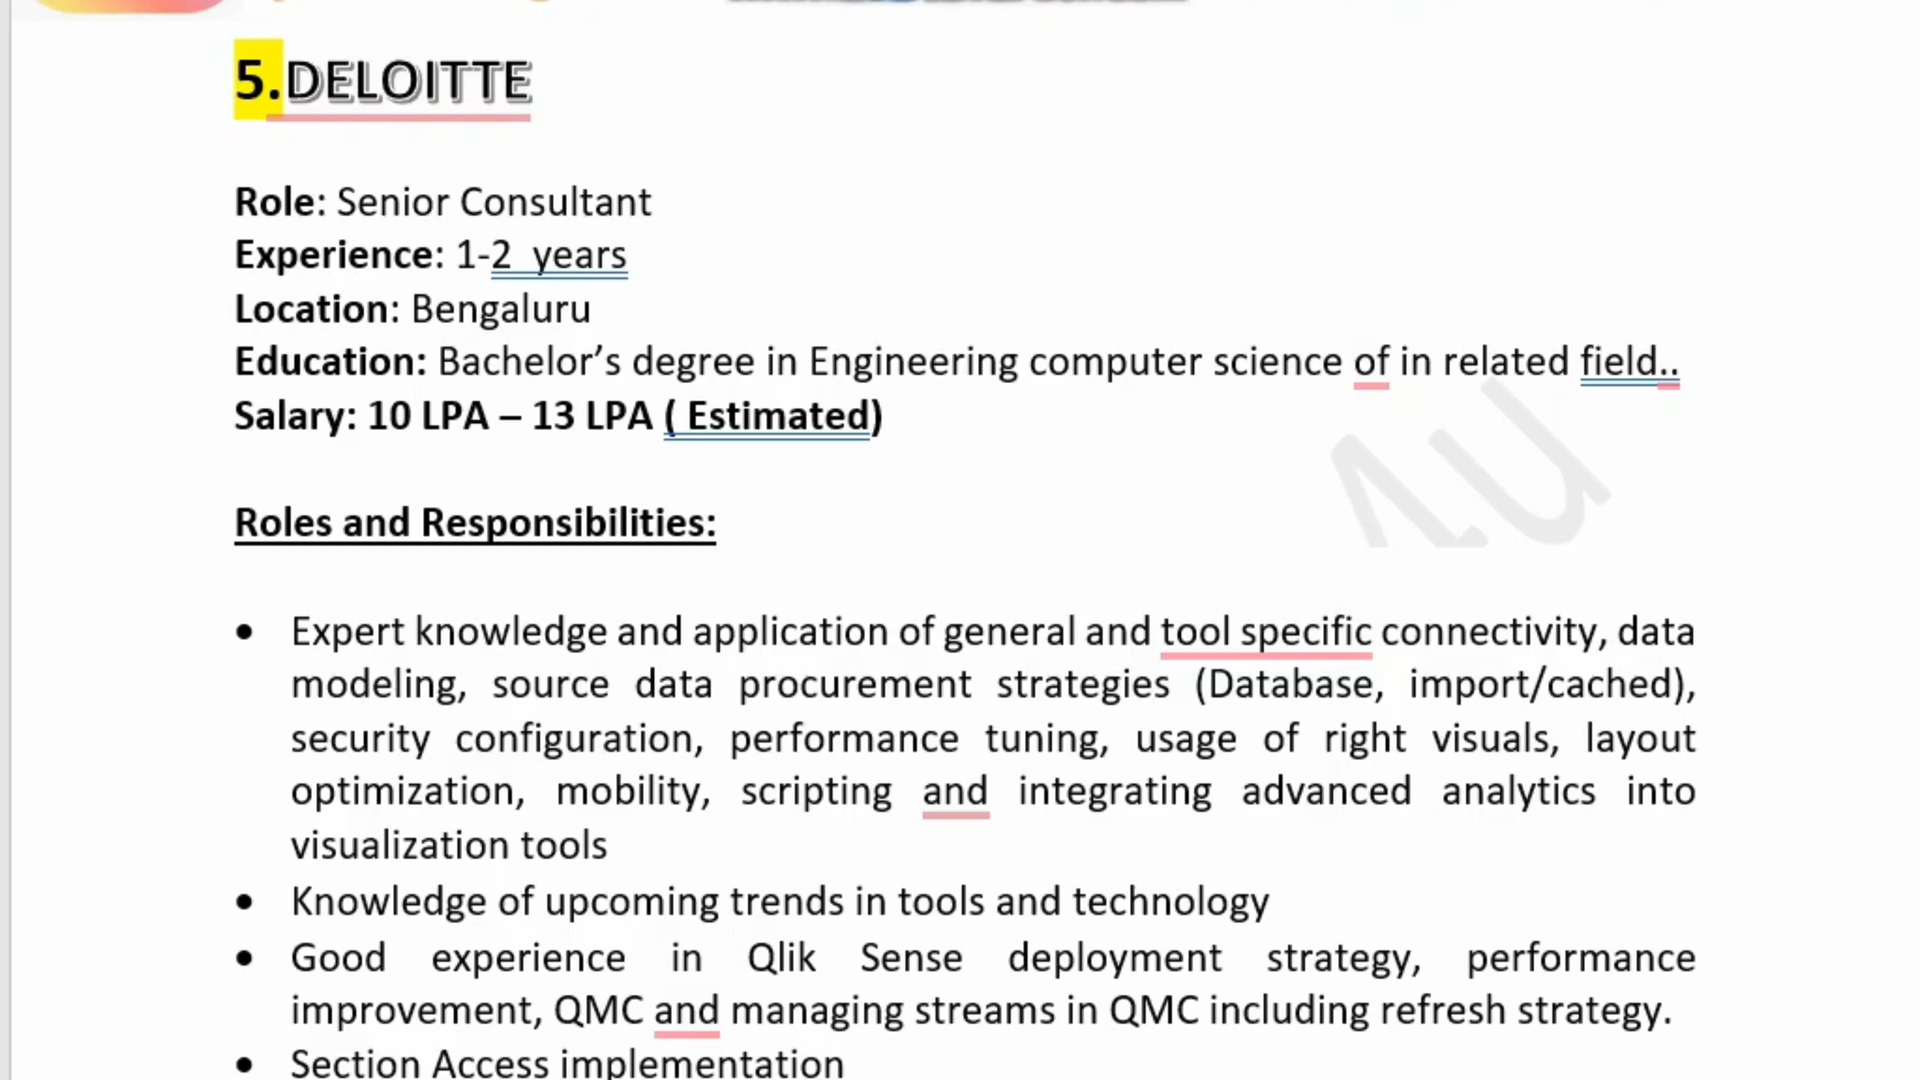 5.DELOITTE
Role: Senior Consultant
Experience: 1-2  years
Location: Bengaluru
Education: Bachelor’s degree in Engineering computer science of in related field..
Salary: 10 LPA – 13 LPA ( Estimated)
Roles and Responsibilities:
• Expert knowledge and application of general and tool specific connectivity, data
modeling, source data procurement strategies (Database, import/cached),
security configuration, performance tuning, usage of right visuals, layout
optimization, mobility, scripting and integrating advanced analytics into
visualization tools
• Knowledge of upcoming trends in tools and technology
• Good experience in Qlik Sense deployment strategy, performance
improvement, QMC and managing streams in QMC including refresh strategy.
• Section Access implementation